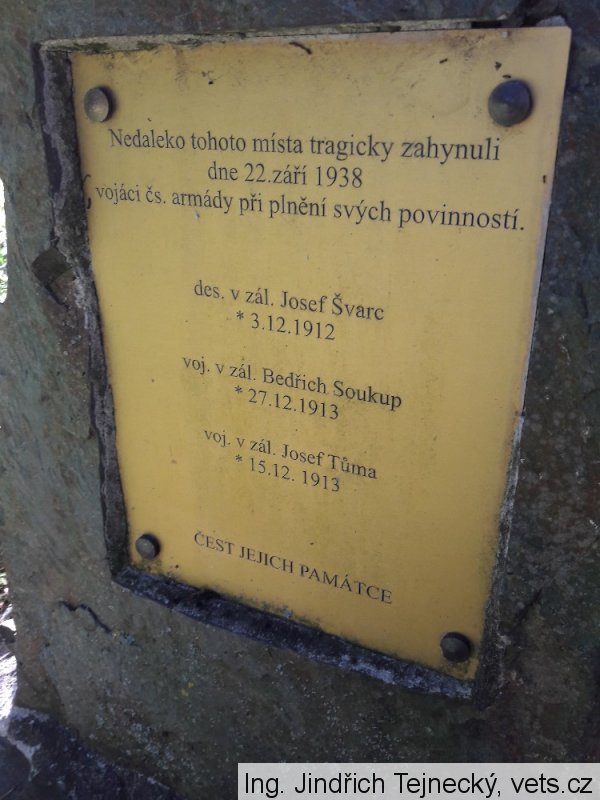 Nedaleko tohoto místa tragicky zahynuli
dne 22.září 1938
vojáci čs. armády při plnění svých povinností.
des. v zál. Josef Švarc
* 3.12.1912
voj. v zál. Bedřich Soukup
* 27.12.1913
voj. v zál. Josef Tůma
* 15.12. 1913
ČEST JEJICH PAMÁTCE
Ing. Jindřich Tejnecký, vets.cz